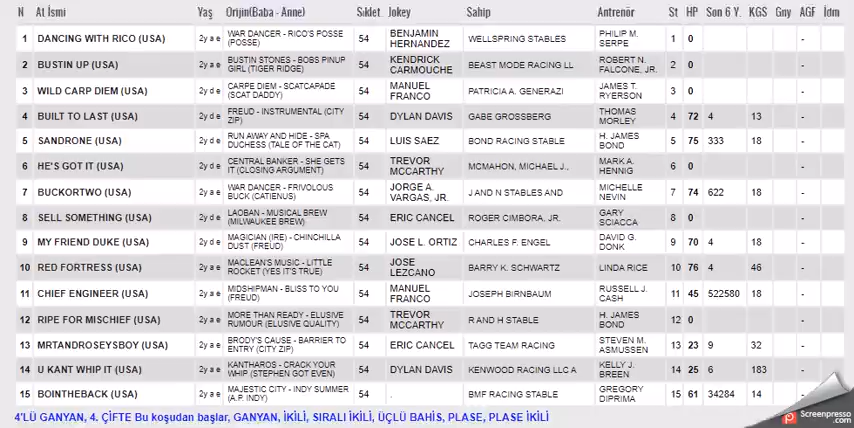 N At İsmi Yaş Orijin(Baba - Anne) Sıklet Jokey Sahip Antrenör St HP Son 6 Y. KGS Gny AGF İdm
1 DANCING WITH RICO (USA) 2y a e WAR DANCER - RICO'S POSSE (POSSE) 54 BENJAMIN HERNANDEZ WELLSPRING STABLES PHILIP M. SERPE 1 0 -
2 BUSTIN UP (USA) 2y a e BUSTIN STONES - BOBS PINUP GIRL (TIGER RIDGE) 54 KENDRICK CARMOUCHE BEAST MODE RACING LL ROBERT N. FALCONE, JR. 2 0 -
3 WILD CARP DIEM (USA) 2y d e CARPE DIEM - SCATCAPADE (SCAT DADDY) 54 MANUEL FRANCO PATRICIA A. GENERAZI JAMES T. RYERSON 3 0 -
4 BUILT TO LAST (USA) 2y d e FREUD - INSTRUMENTAL (CITY ZIP) 54 DYLAN DAVIS GABE GROSSBERG THOMAS MORLEY 4 72 4 13 -
5 SANDRONE (USA) 2y d e RUN AWAY AND HIDE - SPA DUCHESS (TALE OF THE CAT) 54 LUIS SAEZ BOND RACING STABLE H. JAMES BOND 5 75 333 18 -
6 HE'S GOT IT (USA) 2y d e CENTRAL BANKER - SHE GETS IT (CLOSING ARGUMENT) 54 TREVOR MCCARTHY MCMAHON, MICHAEL J., MARK A. HENNIG 6 0 -
7 BUCKORTWO (USA) 2y a e WAR DANCER - FRIVOLOUS BUCK (CATIENUS) 54 JORGE A. VARGAS, JR. J AND N STABLES AND MICHELLE NEVIN 7 74 622 18 -
8 SELL SOMETHING (USA) 2y d e LAOBAN - MUSICAL BREW (MILWAUKEE BREW) 54 ERIC CANCEL ROGER CIMBORA, JR. GARY SCIACCA 8 0 -
9 MY FRIEND DUKE (USA) 2y d e MAGICIAN (IRE) - CHINCHILLA DUST (FREUD) 54 JOSE L. ORTIZ CHARLES F. ENGEL DAVID G. DONK 9 70 4 18 -
10 RED FORTRESS (USA) 2y a e MACLEAN'S MUSIC - LITTLE ROCKET (YES IT'S TRUE) 54 JOSE LEZCANO BARRY K. SCHWARTZ LINDA RICE 10 76 4 46 -
11 CHIEF ENGINEER (USA) 2y a e MIDSHIPMAN - BLISS TO YOU (FREUD) 54 MANUEL FRANCO JOSEPH BIRNBAUM RUSSELL J. CASH 11 45 522580 18 -
12 RIPE FOR MISCHIEF (USA) 2y a e MORE THAN READY - ELUSIVE RUMOUR (ELUSIVE QUALITY) 54 TREVOR MCCARTHY R AND H STABLE H. JAMES BOND 12 0 -
13 MRTANDROSEYSBOY (USA) 2y a e BRODY'S CAUSE - BARRIER TO ENTRY (CITY ZIP) 54 ERIC CANCEL TAGG TEAM RACING STEVEN M. ASMUSSEN 13 23 9 32 -
14 U KANT WHIP IT (USA) 2y a e KANTHAROS - CRACK YOUR WHIP (STEPHEN GOT EVEN) 54 DYLAN DAVIS KENWOOD RACING LLC A KELLY J. BREEN 14 25 6 183 -
15 BOINTHEBACK (USA) 2y a e MAJESTIC CITY - INDY SUMMER (A.P. INDY) 54 . BMF RACING STABLE GREGORY DIPRIMA 15 61 34284 14 -
4'LÜ GANYAN, 4. ÇİFTE Bu koşudan başlar, GANYAN, İKİLİ, SIRALI İKİLİ, ÜÇLÜ BAHİS, PLASE, PLASE İKİLİ
Screenpresso.com